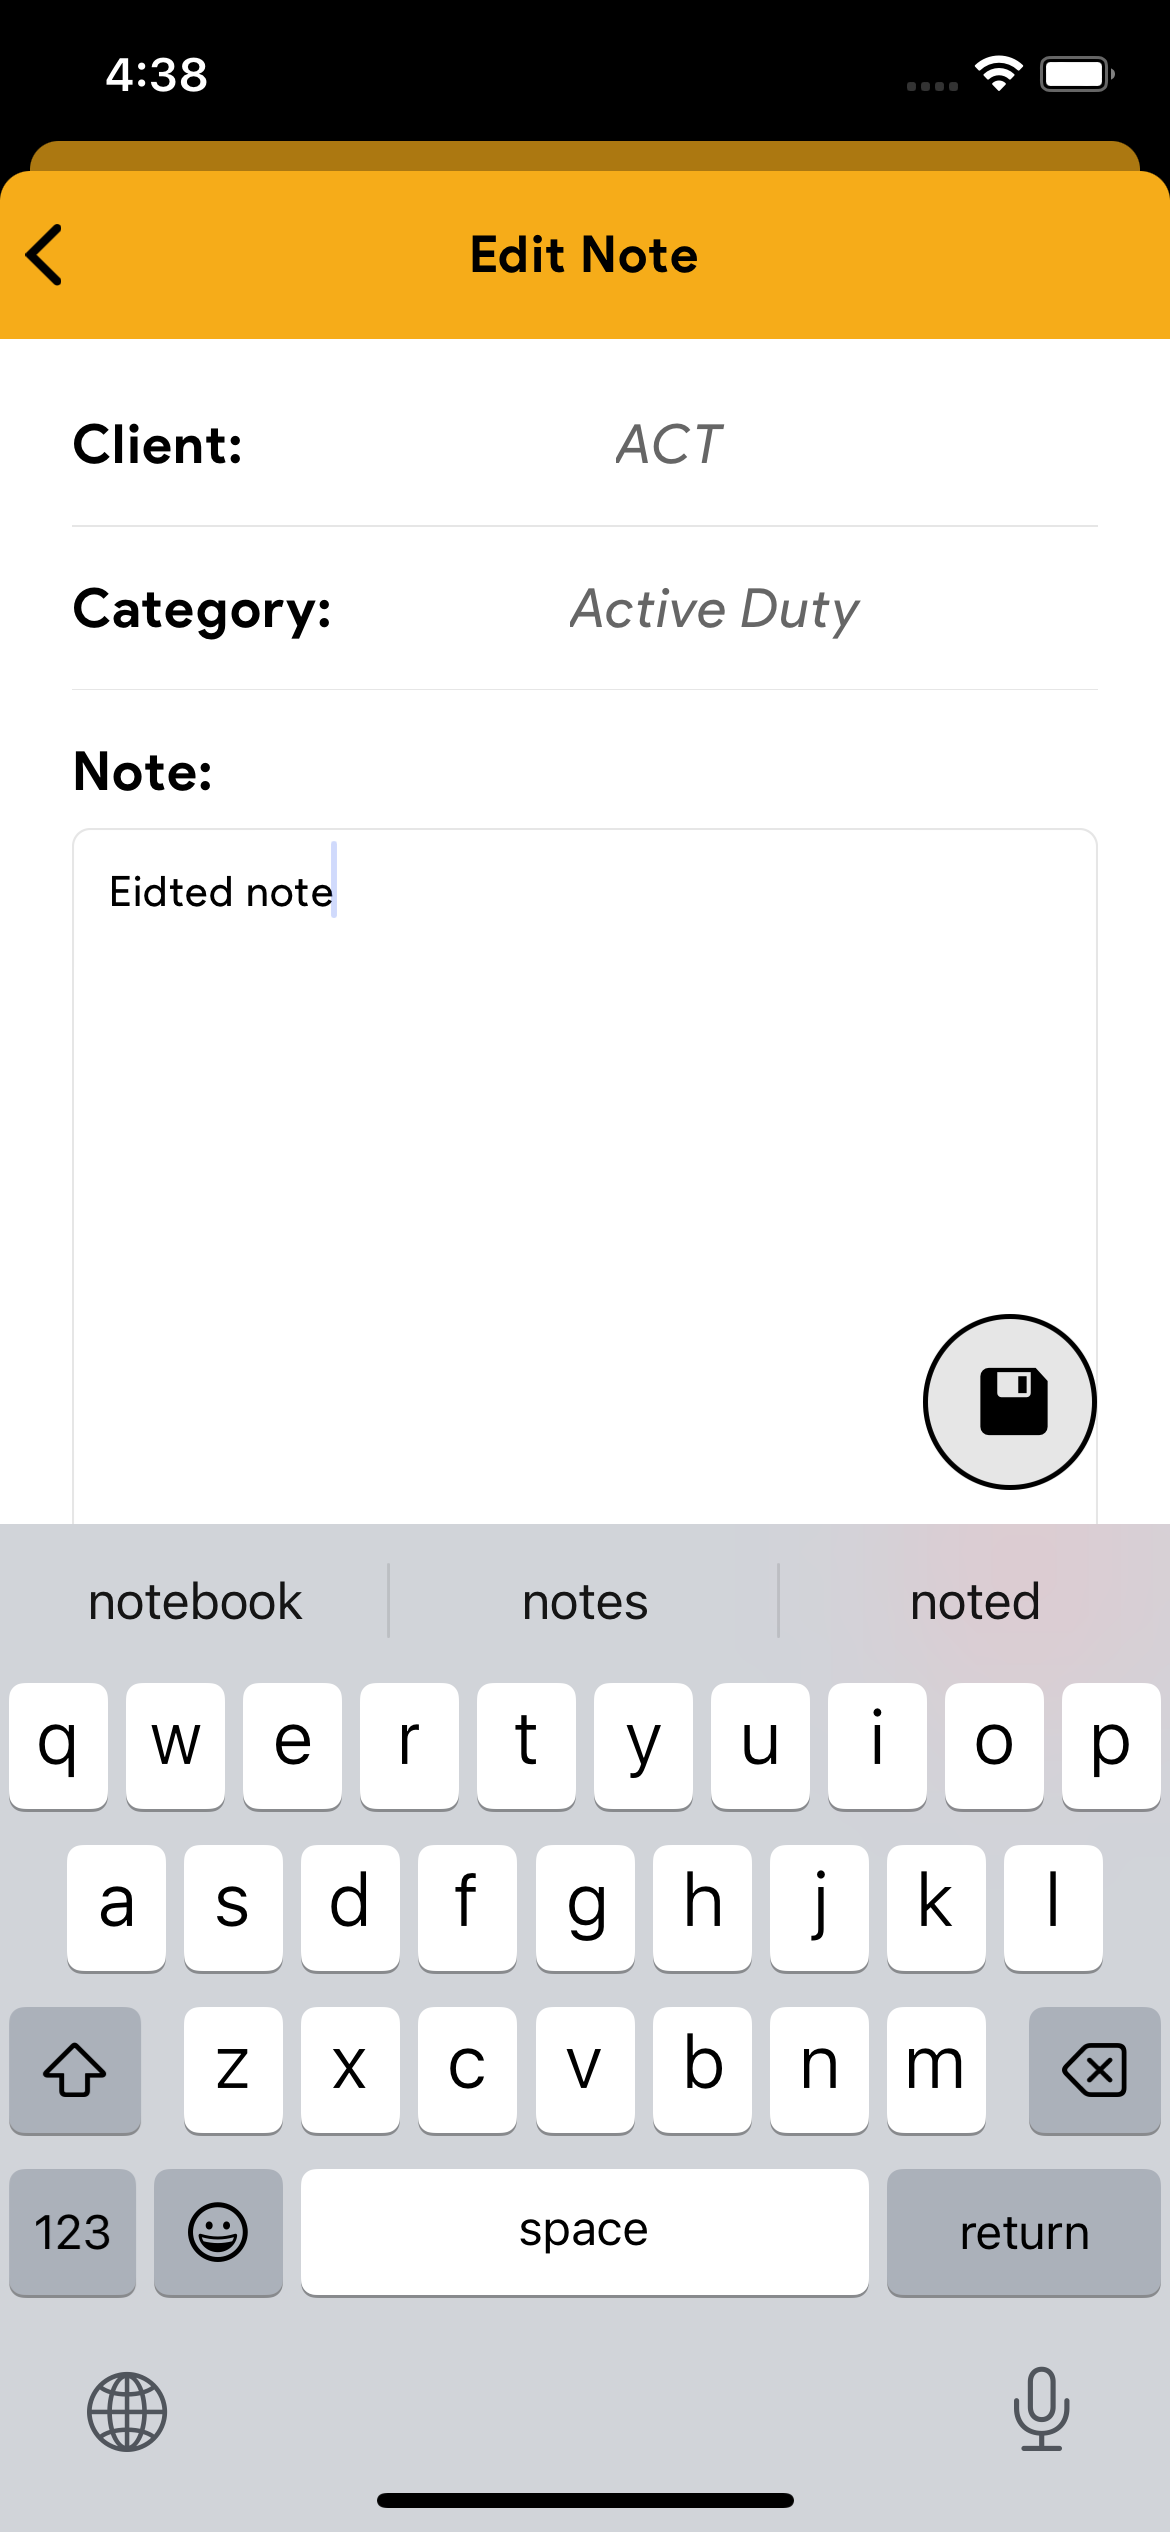 4:38
Edit Note
Client: ACT
Category: Active Duty
Note:
Eidted note
notebook notes noted
q w e r t y u i o p
a s d f g h j k l
z x c v b n m
123 space return